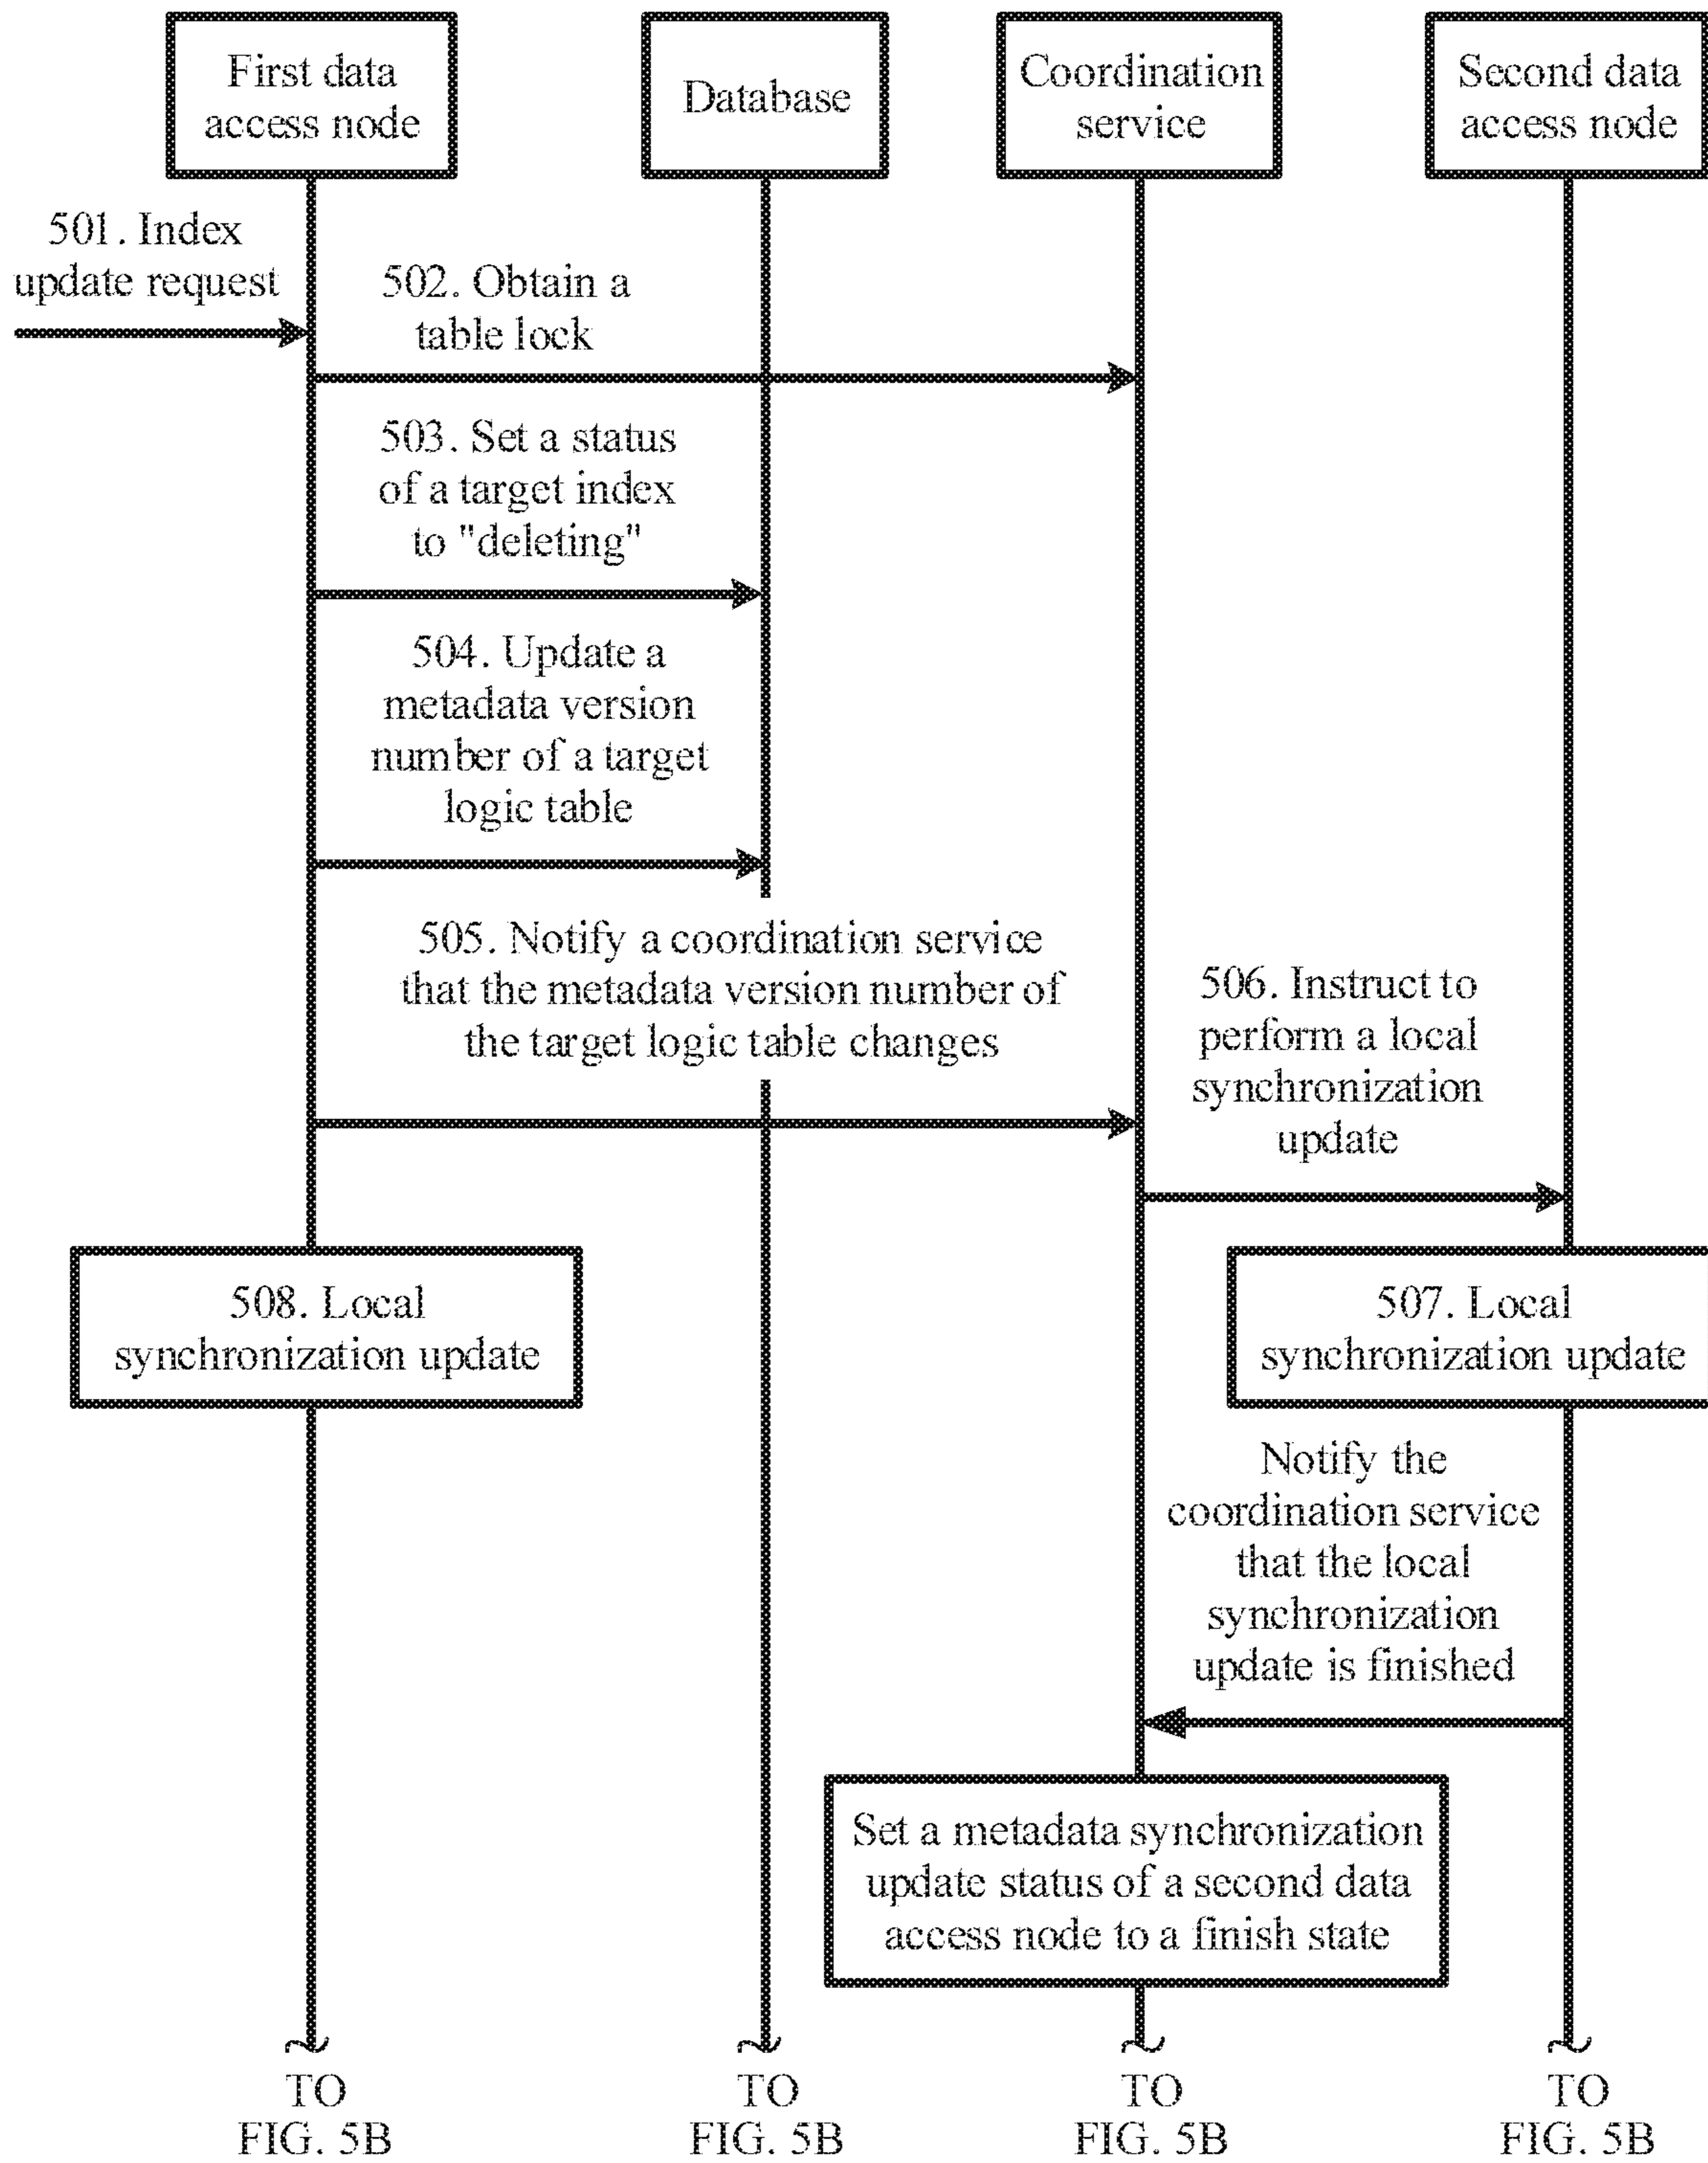 First data
access node
Database
Coordination
service
Second data
access node
501. Index
update request
502. Obtain a
table lock
503. Set a status
of a target index
to "deleting"
504. Update a
metadata version
number of a target
logic table
505. Notify a coordination service
that the metadata version number of
the target logic table changes
506. Instruct to
perform a local
synchronization
update
508. Local
synchronization update
507. Local
synchronization update
Notify the
coordination service
that the local
synchronization
update is finished
Set a metadata synchronization
update status of a second data
access node to a finish state
TO
FIG. 5B
TO
FIG. 5B
TO
FIG. 5B
TO
FIG. 5B